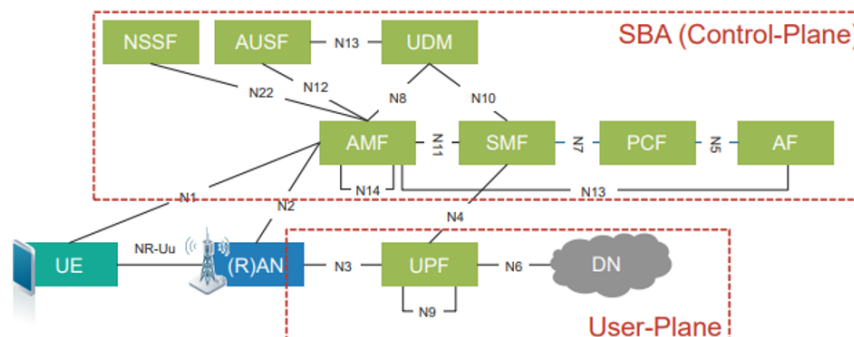 SBA (Control-Plane)
NSSF
AUSF
N13
UDM
N22
N12
N8
N10
AMF
N11
SMF
N7
PCF
N5
AF
N14
N13
N1
N2
N4
NR-Uu
UE
(R)AN
N3
UPF
N6
DN
N9
User-Plane